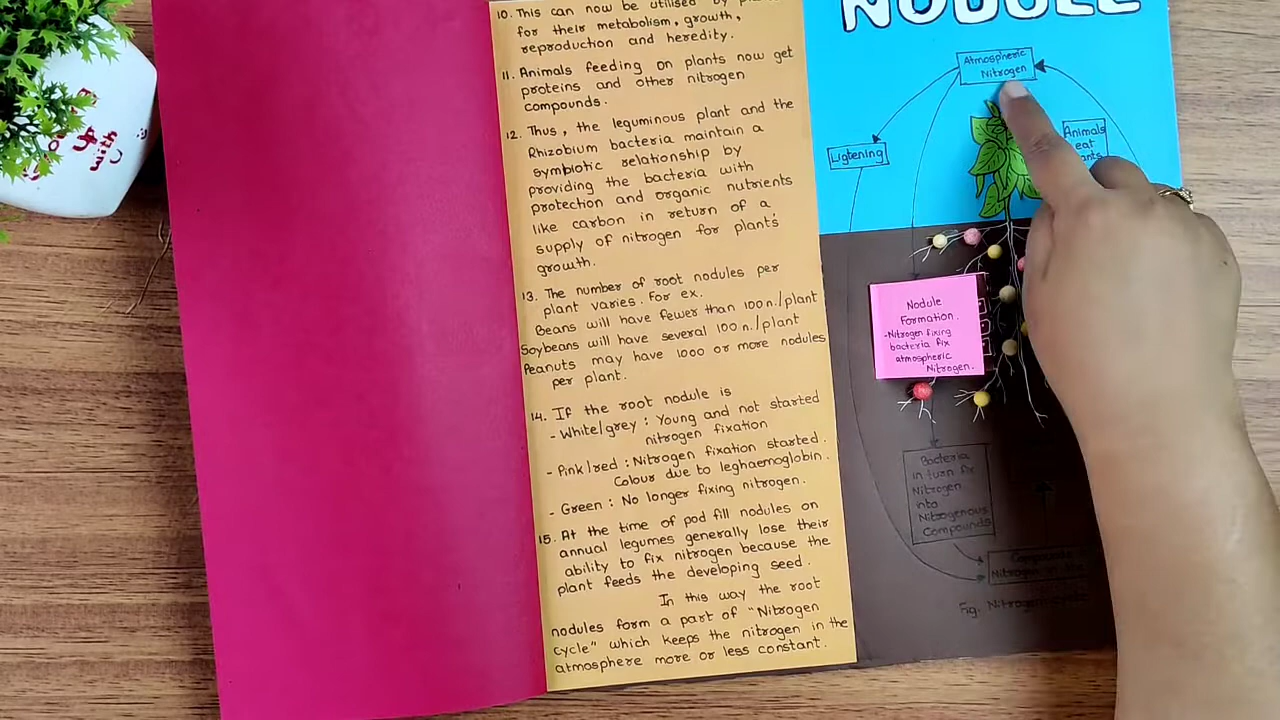 10. This can now be utilised by
for their metabolism, growth,
reproduction and heredity.
11. Animals feeding on plants now get
proteins and other nitrogen
compounds.
12. Thus, the leguminous plant and the
Rhizobium bacteria maintain a
symbiotic relationship by
providing the bacteria with
protection and organic nutrients
like carbon in return of a
supply of nitrogen for plants'
growth.
13. The number of root nodules per
plant varies. For ex.
Beans will have fewer than 100 n./plant
Soybeans will have several 100 n./plant
Peanuts may have 1000 or more nodules
per plant.
14. If the root nodule is
- White/grey : Young and not started
nitrogen fixation
- Pink/red : Nitrogen fixation started.
Colour due to leghaemoglobin.
- Green : No longer fixing nitrogen.
15. At the time of pod fill nodules on
annual legumes generally lose their
ability to fix nitrogen because the
plant feeds the developing seed.
In this way the root
nodules form a part of "Nitrogen
cycle" which keeps the nitrogen in the
atmosphere more or less constant.
NODULE
Atmospheric
Nitrogen
Animals
eat
Ligtening
Nodule
Formation.
-Nitrogen fixing
bacteria fix
atmospheric
Nitrogen.
Bacteria
in turn fix
Nitrogen
into
Nitrogenous
Compounds
Nitrogen
Fig. Nitrogen
with